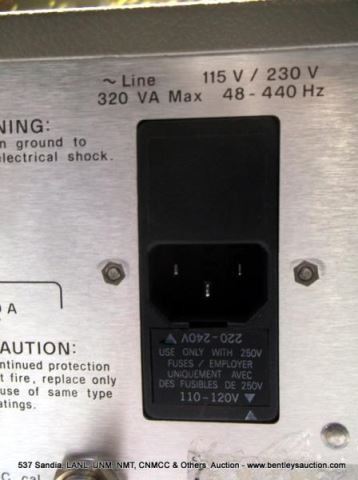 ~ Line 115 V / 230 V
320 VA Max 48-440 Hz
NING:
n ground to
lectrical shock.
A
AUTION:
ntinued protection
t fire, replace only
use of same type
atings.
220-240V
USE ONLY WITH 250V
FUSES / EMPLOYER
UNIQUEMENT AVEC
DES FUSIBLES DE 250V
110-120V
C cal
537 Sandia, LANL, UNM, NMT, CNMCC & Others Auction - www.bentleysauction.com